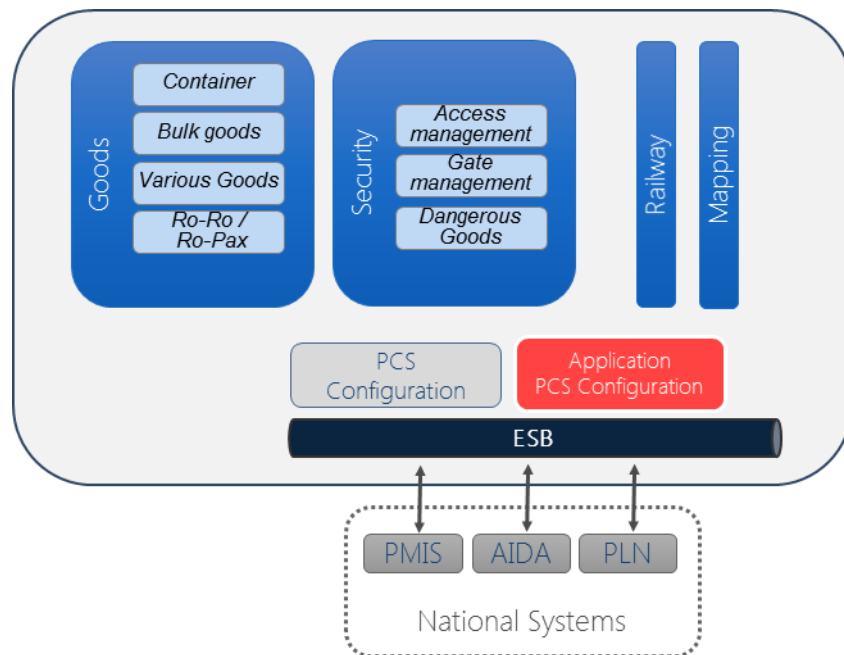 Goods
Container
Bulk goods
Various Goods
Ro-Ro /
Ro-Pax
Security
Access
management
Gate
management
Dangerous
Goods
Railway
Mapping
PCS
Configuration
Application
PCS Configuration
ESB
PMIS
AIDA
PLN
National Systems